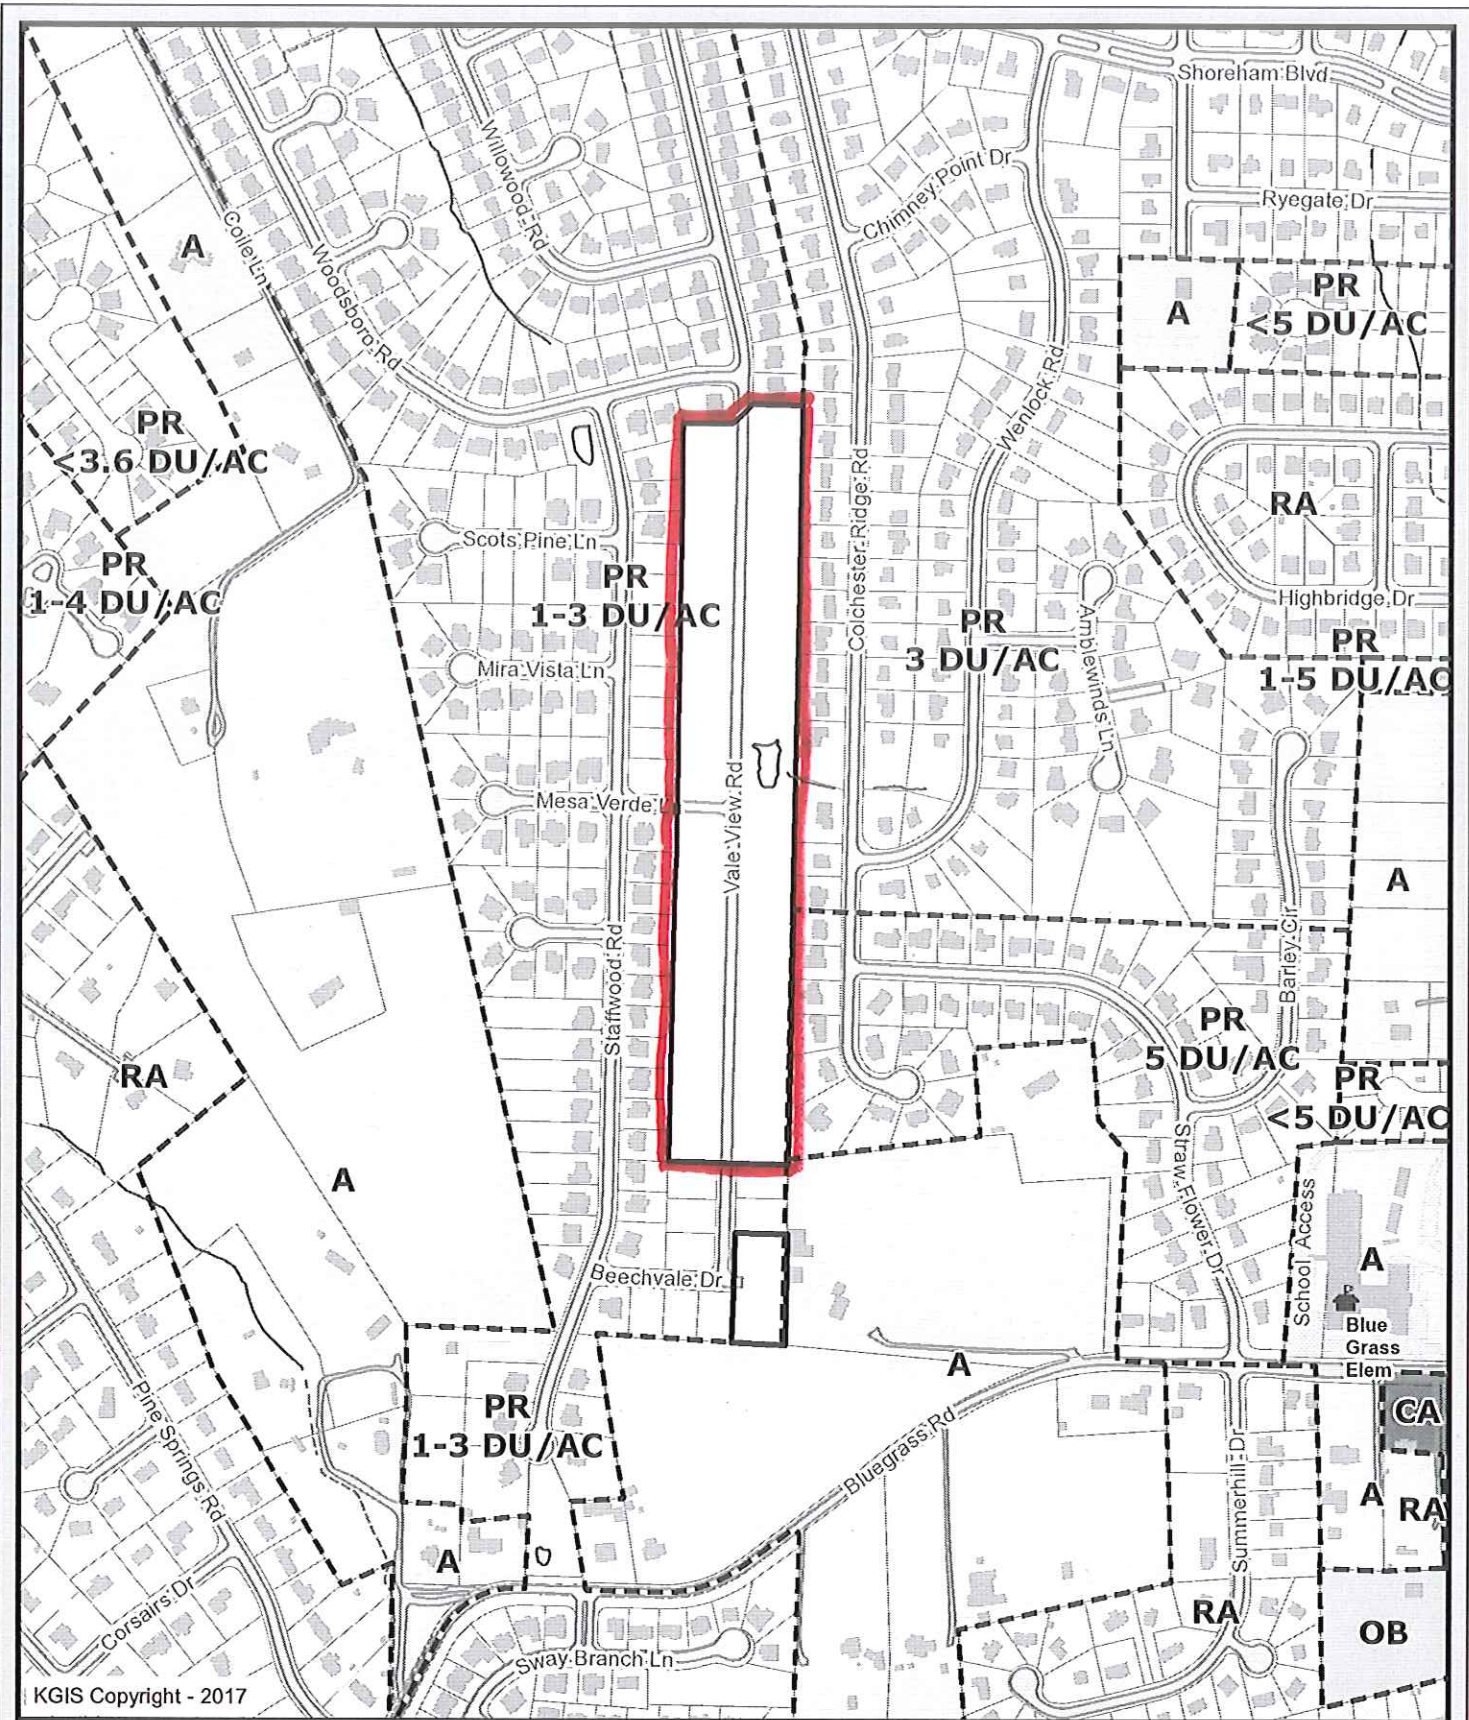 Shoreham Blvd
Willowood Rd
Chimney Point Dr
Ryegate Dr
A
Coile Ln
Woodsboro Rd
A
PR
<5 DU/AC
Wenlock Rd
PR
<3.6 DU/AC
Colchester Ridge Rd
RA
Scots Pine Ln
PR
1-4 DU/AC
PR
1-3 DU/AC
Highbridge Dr
Amblewinds Ln
PR
3 DU/AC
PR
1-5 DU/AC
Mira Vista Ln
Mesa Verde L
Vale View Rd
A
Staffwood Rd
Barley Cir
PR
5 DU/AC
RA
PR
<5 DU/AC
A
Straw Flower Dr
School Access
A
Beechvale Dr
Blue
Grass
Elem
A
PR
1-3 DU/AC
CA
Pine Springs Rd
Bluegrass Rd
Summerhill Dr
A
RA
A
Corsairs Dr
RA
OB
Sway Branch Ln
KGIS Copyright - 2017